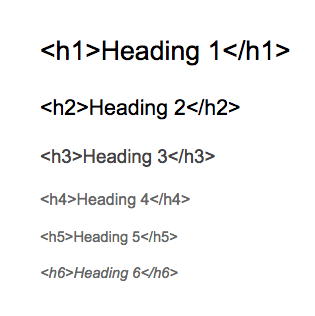 <h1>Heading 1</h1>
<h2>Heading 2</h2>
<h3>Heading 3</h3>
<h4>Heading 4</h4>
<h5>Heading 5</h5>
<h6>Heading 6</h6>